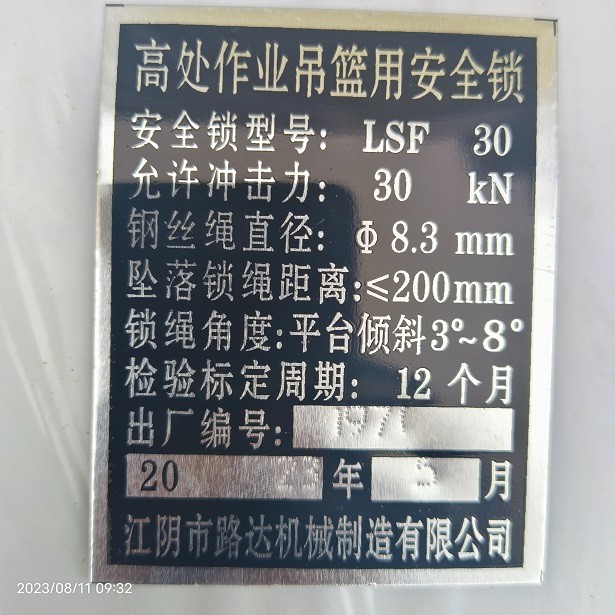 高处作业吊篮用安全锁
安全锁型号: LSF 30
允许冲击力: 30 kN
钢丝绳直径: Φ8.3 mm
坠落锁绳距离:≤200mm
锁绳角度:平台倾斜3°~8°
检验标定周期: 12 个月
出厂编号:
20 23 年 月
江阴市路达机械制造有限公司
2023/08/11 09:32